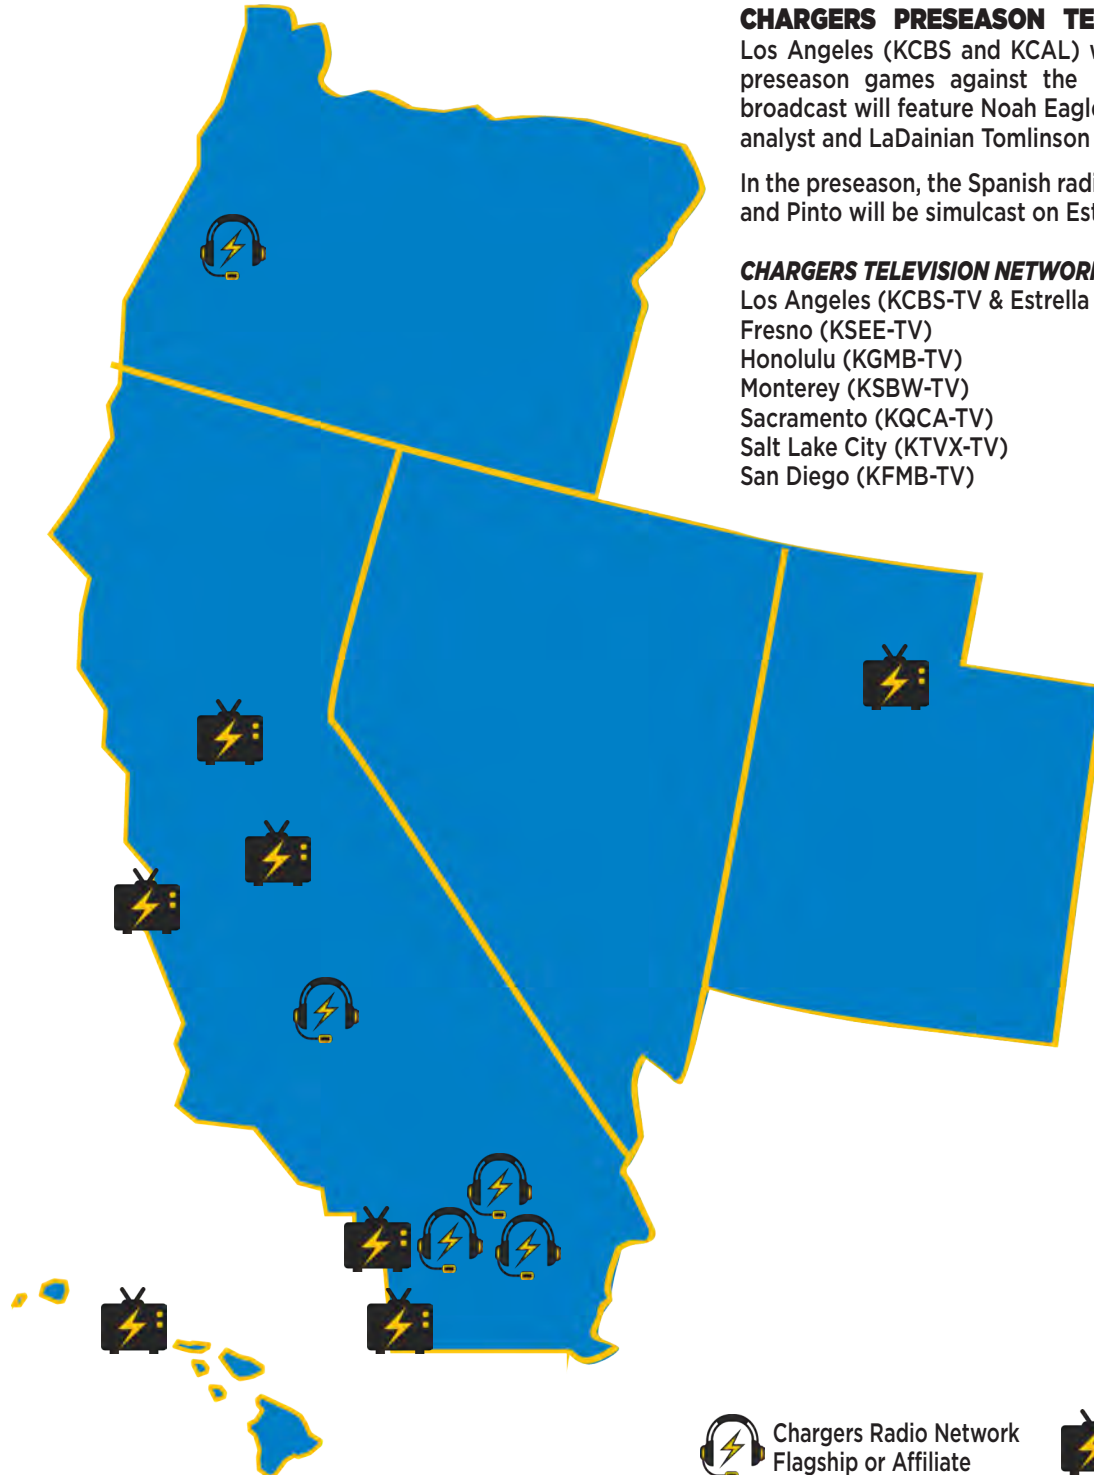 CHARGERS PRESEASON TE
Los Angeles (KCBS and KCAL)
preseason games against the
broadcast will feature Noah Eagle
analyst and LaDainian Tomlinson
In the preseason, the Spanish radi
and Pinto will be simulcast on Est
CHARGERS TELEVISION NETWORK
Los Angeles (KCBS-TV & Estrella
Fresno (KSEE-TV)
Honolulu (KGMB-TV)
Monterey (KSBW-TV)
Sacramento (KQCA-TV)
Salt Lake City (KTVX-TV)
San Diego (KFMB-TV)
Chargers Radio Network
Flagship or Affiliate